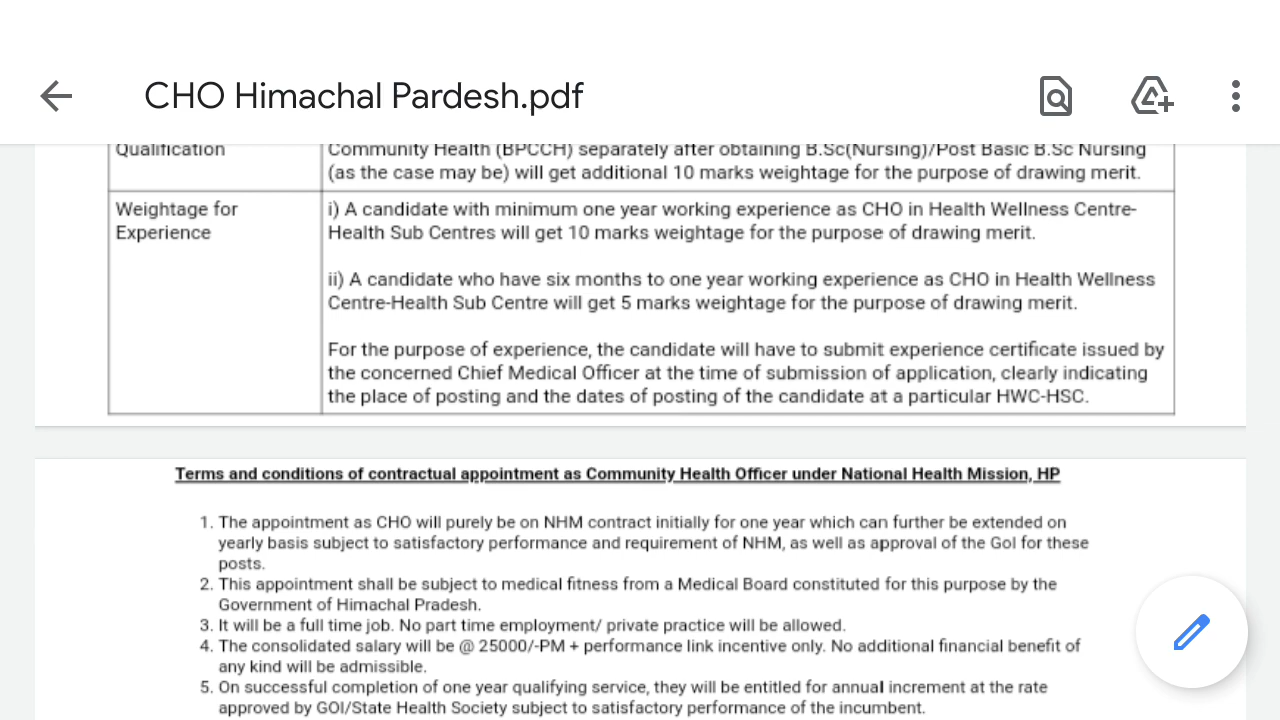 CHO Himachal Pardesh.pdf
Qualification
Community Health (BPCCH) separately after obtaining B.Sc(Nursing)/Post Basic B.Sc Nursing
(as the case may be) will get additional 10 marks weightage for the purpose of drawing merit.
Weightage for
Experience
i) A candidate with minimum one year working experience as CHO in Health Wellness Centre-
Health Sub Centres will get 10 marks weightage for the purpose of drawing merit.
ii) A candidate who have six months to one year working experience as CHO in Health Wellness
Centre-Health Sub Centre will get 5 marks weightage for the purpose of drawing merit.
For the purpose of experience, the candidate will have to submit experience certificate issued by
the concerned Chief Medical Officer at the time of submission of application, clearly indicating
the place of posting and the dates of posting of the candidate at a particular HWC-HSC.
Terms and conditions of contractual appointment as Community Health Officer under National Health Mission, HP
1. The appointment as CHO will purely be on NHM contract initially for one year which can further be extended on
yearly basis subject to satisfactory performance and requirement of NHM, as well as approval of the GoI for these
posts.
2. This appointment shall be subject to medical fitness from a Medical Board constituted for this purpose by the
Government of Himachal Pradesh.
3. It will be a full time job. No part time employment/ private practice will be allowed.
4. The consolidated salary will be @ 25000/-PM + performance link incentive only. No additional financial benefit of
any kind will be admissible.
5. On successful completion of one year qualifying service, they will be entitled for annual increment at the rate
approved by GOI/State Health Society subject to satisfactory performance of the incumbent.